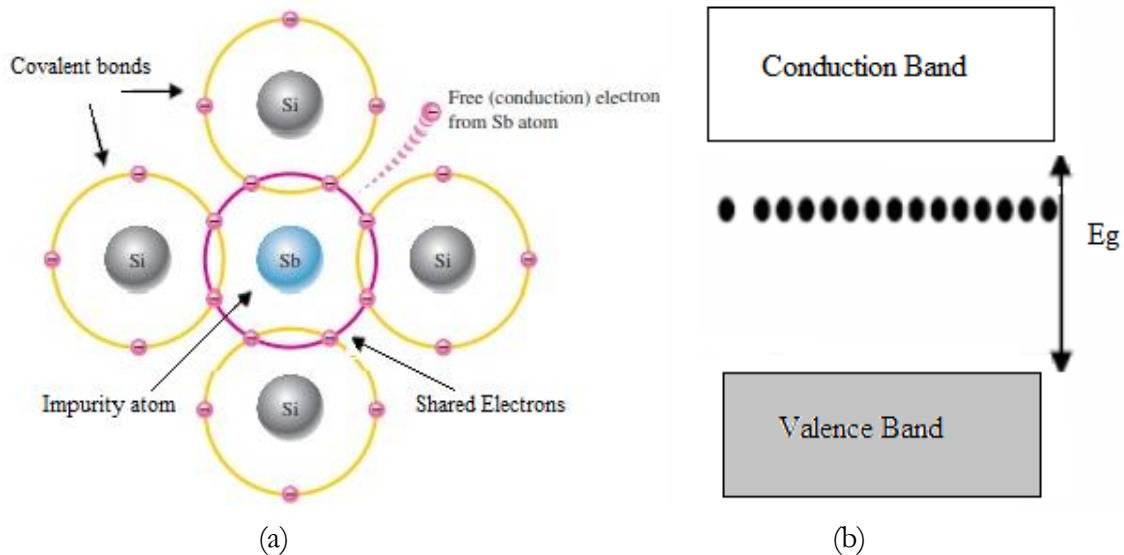 Covalent bonds
Si
Free (conduction) electron
from Sb atom
Si
Sb
Si
Impurity atom
Si
Shared Electrons
(a)
Conduction Band
Eg
Valence Band
(b)